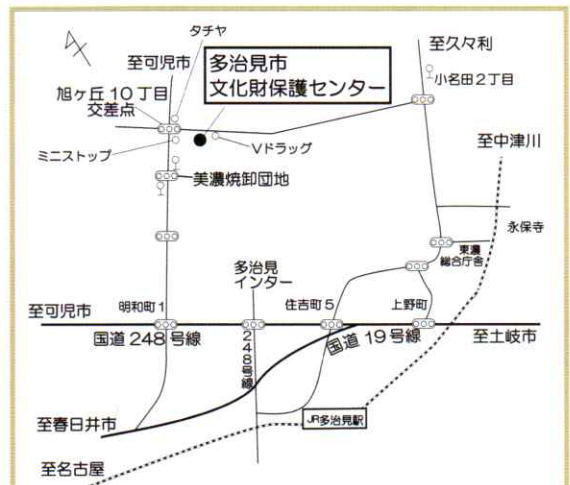 タチヤ
至可児市
多治見市
文化財保護センター
至久々利
小名田2丁目
旭ヶ丘10丁目
交差点
ミニストップ
Vドラッグ
至中津川
美濃焼卸団地
永保寺
東濃
総合庁舎
多治見
インター
至可児市
明和町1
住吉町5
上野町
国道248号線
248号線
国道19号線
至土岐市
至春日井市
JR多治見駅
至名古屋